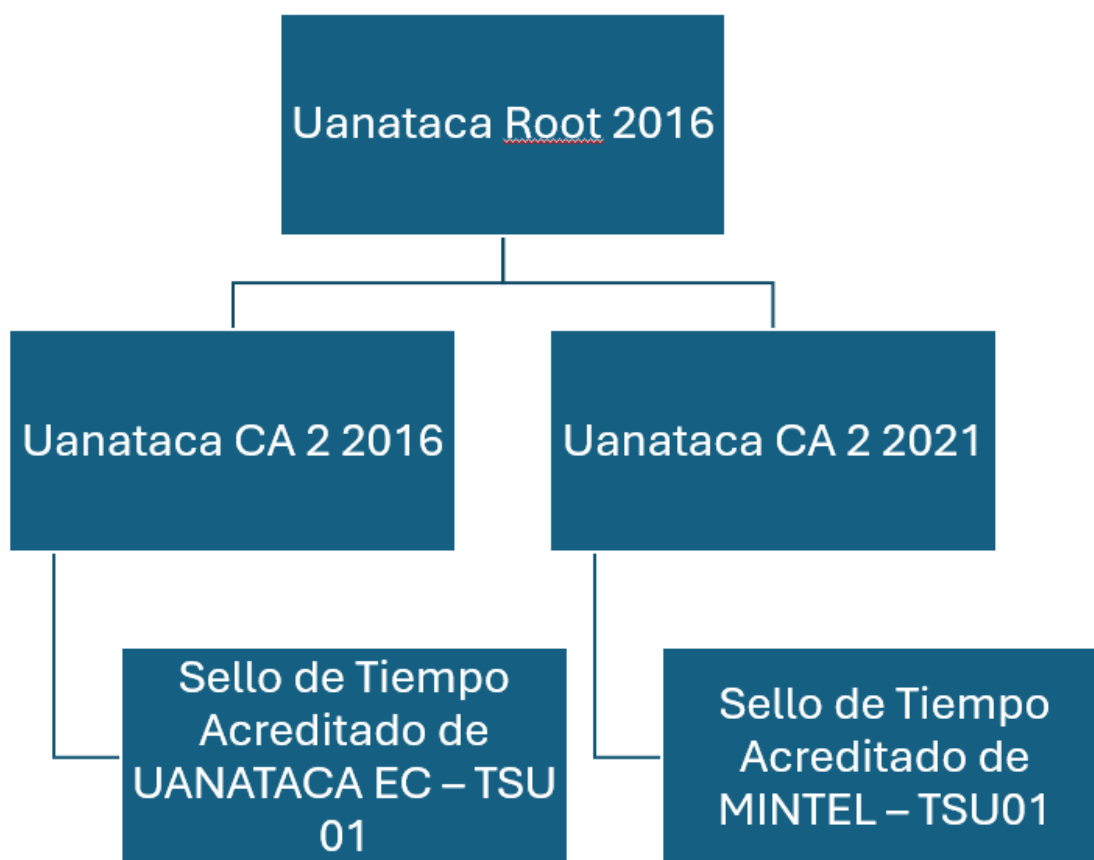 Uanataca Root 2016
Uanataca CA 2 2016
Uanataca CA 2 2021
Sello de Tiempo
Acreditado de
UANATACA EC – TSU
01
Sello de Tiempo
Acreditado de
MINTEL – TSU01